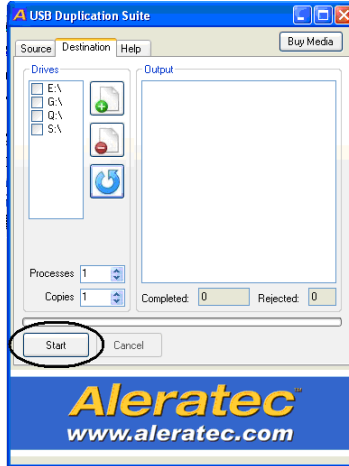 A USB Duplication Suite
Source Destination Help
Buy Media
Drives
Output
E:\
G:\
Q:\
S:\
Processes 1
Copies 1
Completed: 0 Rejected: 0
Start Cancel
Aleratec™
www.aleratec.com